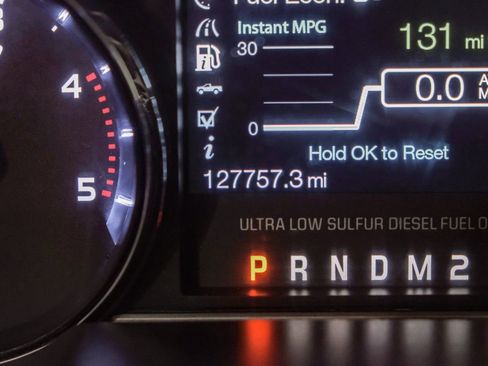 Instant MPG
131 mi
30
0.0
0
Hold OK to Reset
127757.3 mi
4
5
ULTRA LOW SULFUR DIESEL FUEL
P R N D M 2